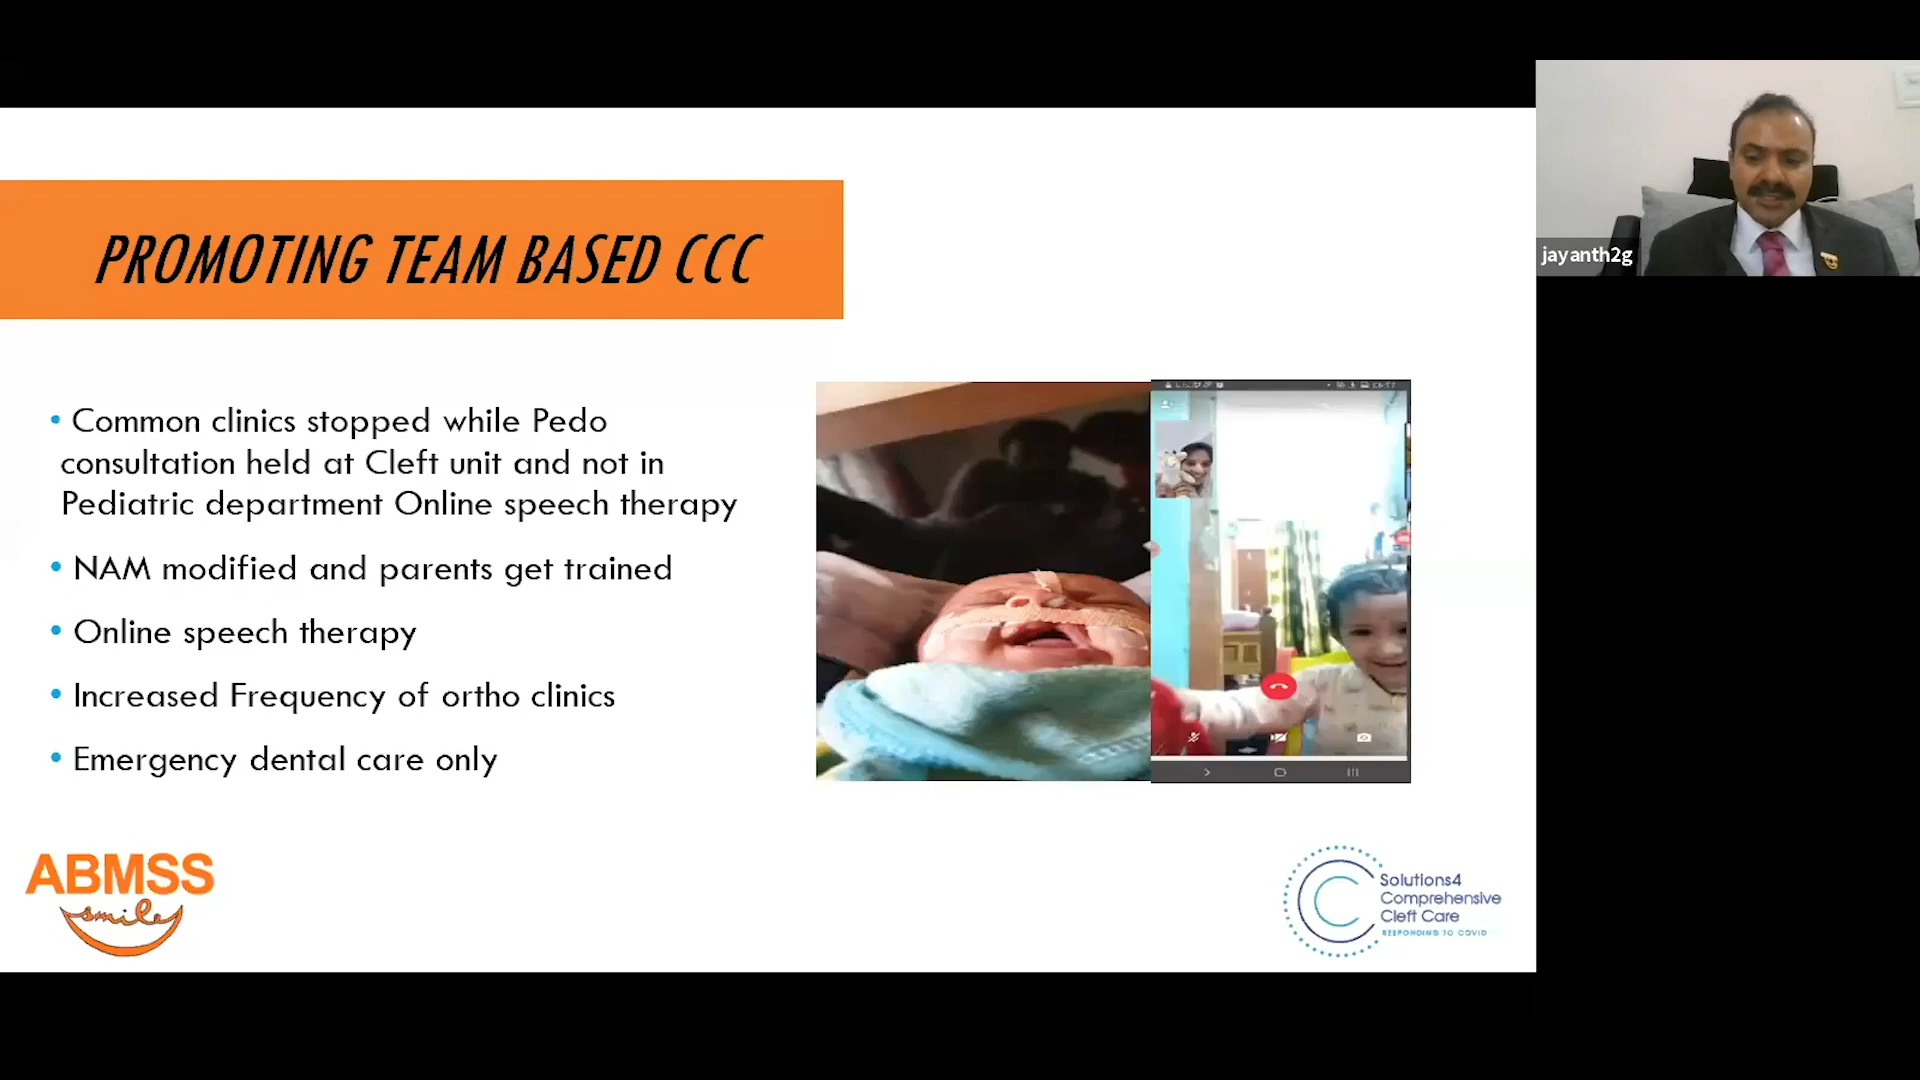 PROMOTING TEAM BASED CCC
• Common clinics stopped while Pedo
consultation held at Cleft unit and not in
Pediatric department Online speech therapy
• NAM modified and parents get trained
• Online speech therapy
• Increased Frequency of ortho clinics
• Emergency dental care only
ABMSS
smile
Solutions4
Comprehensive
Cleft Care
RESPONDING TO COVID
jayanth2g